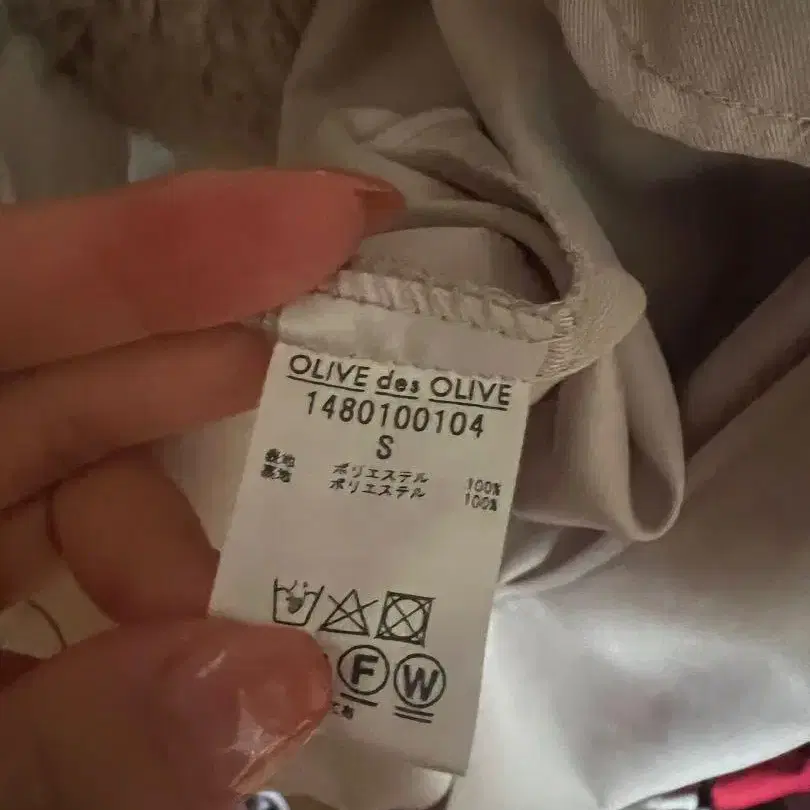 OLIVE des OLIVE
1480100104
S
表地 ポリエステル 100%
裏地 ポリエステル 100%
F W